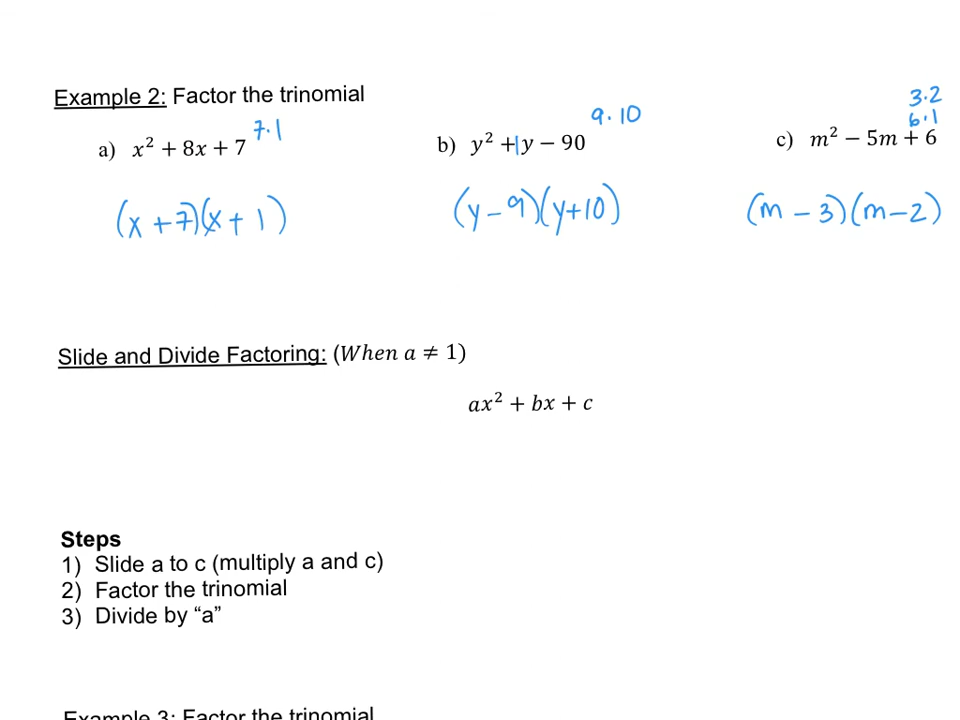 Example 2: Factor the trinomial
3·2
7·1 9·10 6·1
a) x² + 8x + 7 b) y² +1y − 90 c) m² − 5m + 6
(x + 7)(x + 1) (y − 9)(y + 10) (m − 3)(m − 2)
Slide and Divide Factoring: (When a ≠ 1)
ax² + bx + c
Steps
1) Slide a to c (multiply a and c)
2) Factor the trinomial
3) Divide by “a”
Example 3: Factor the trinomial